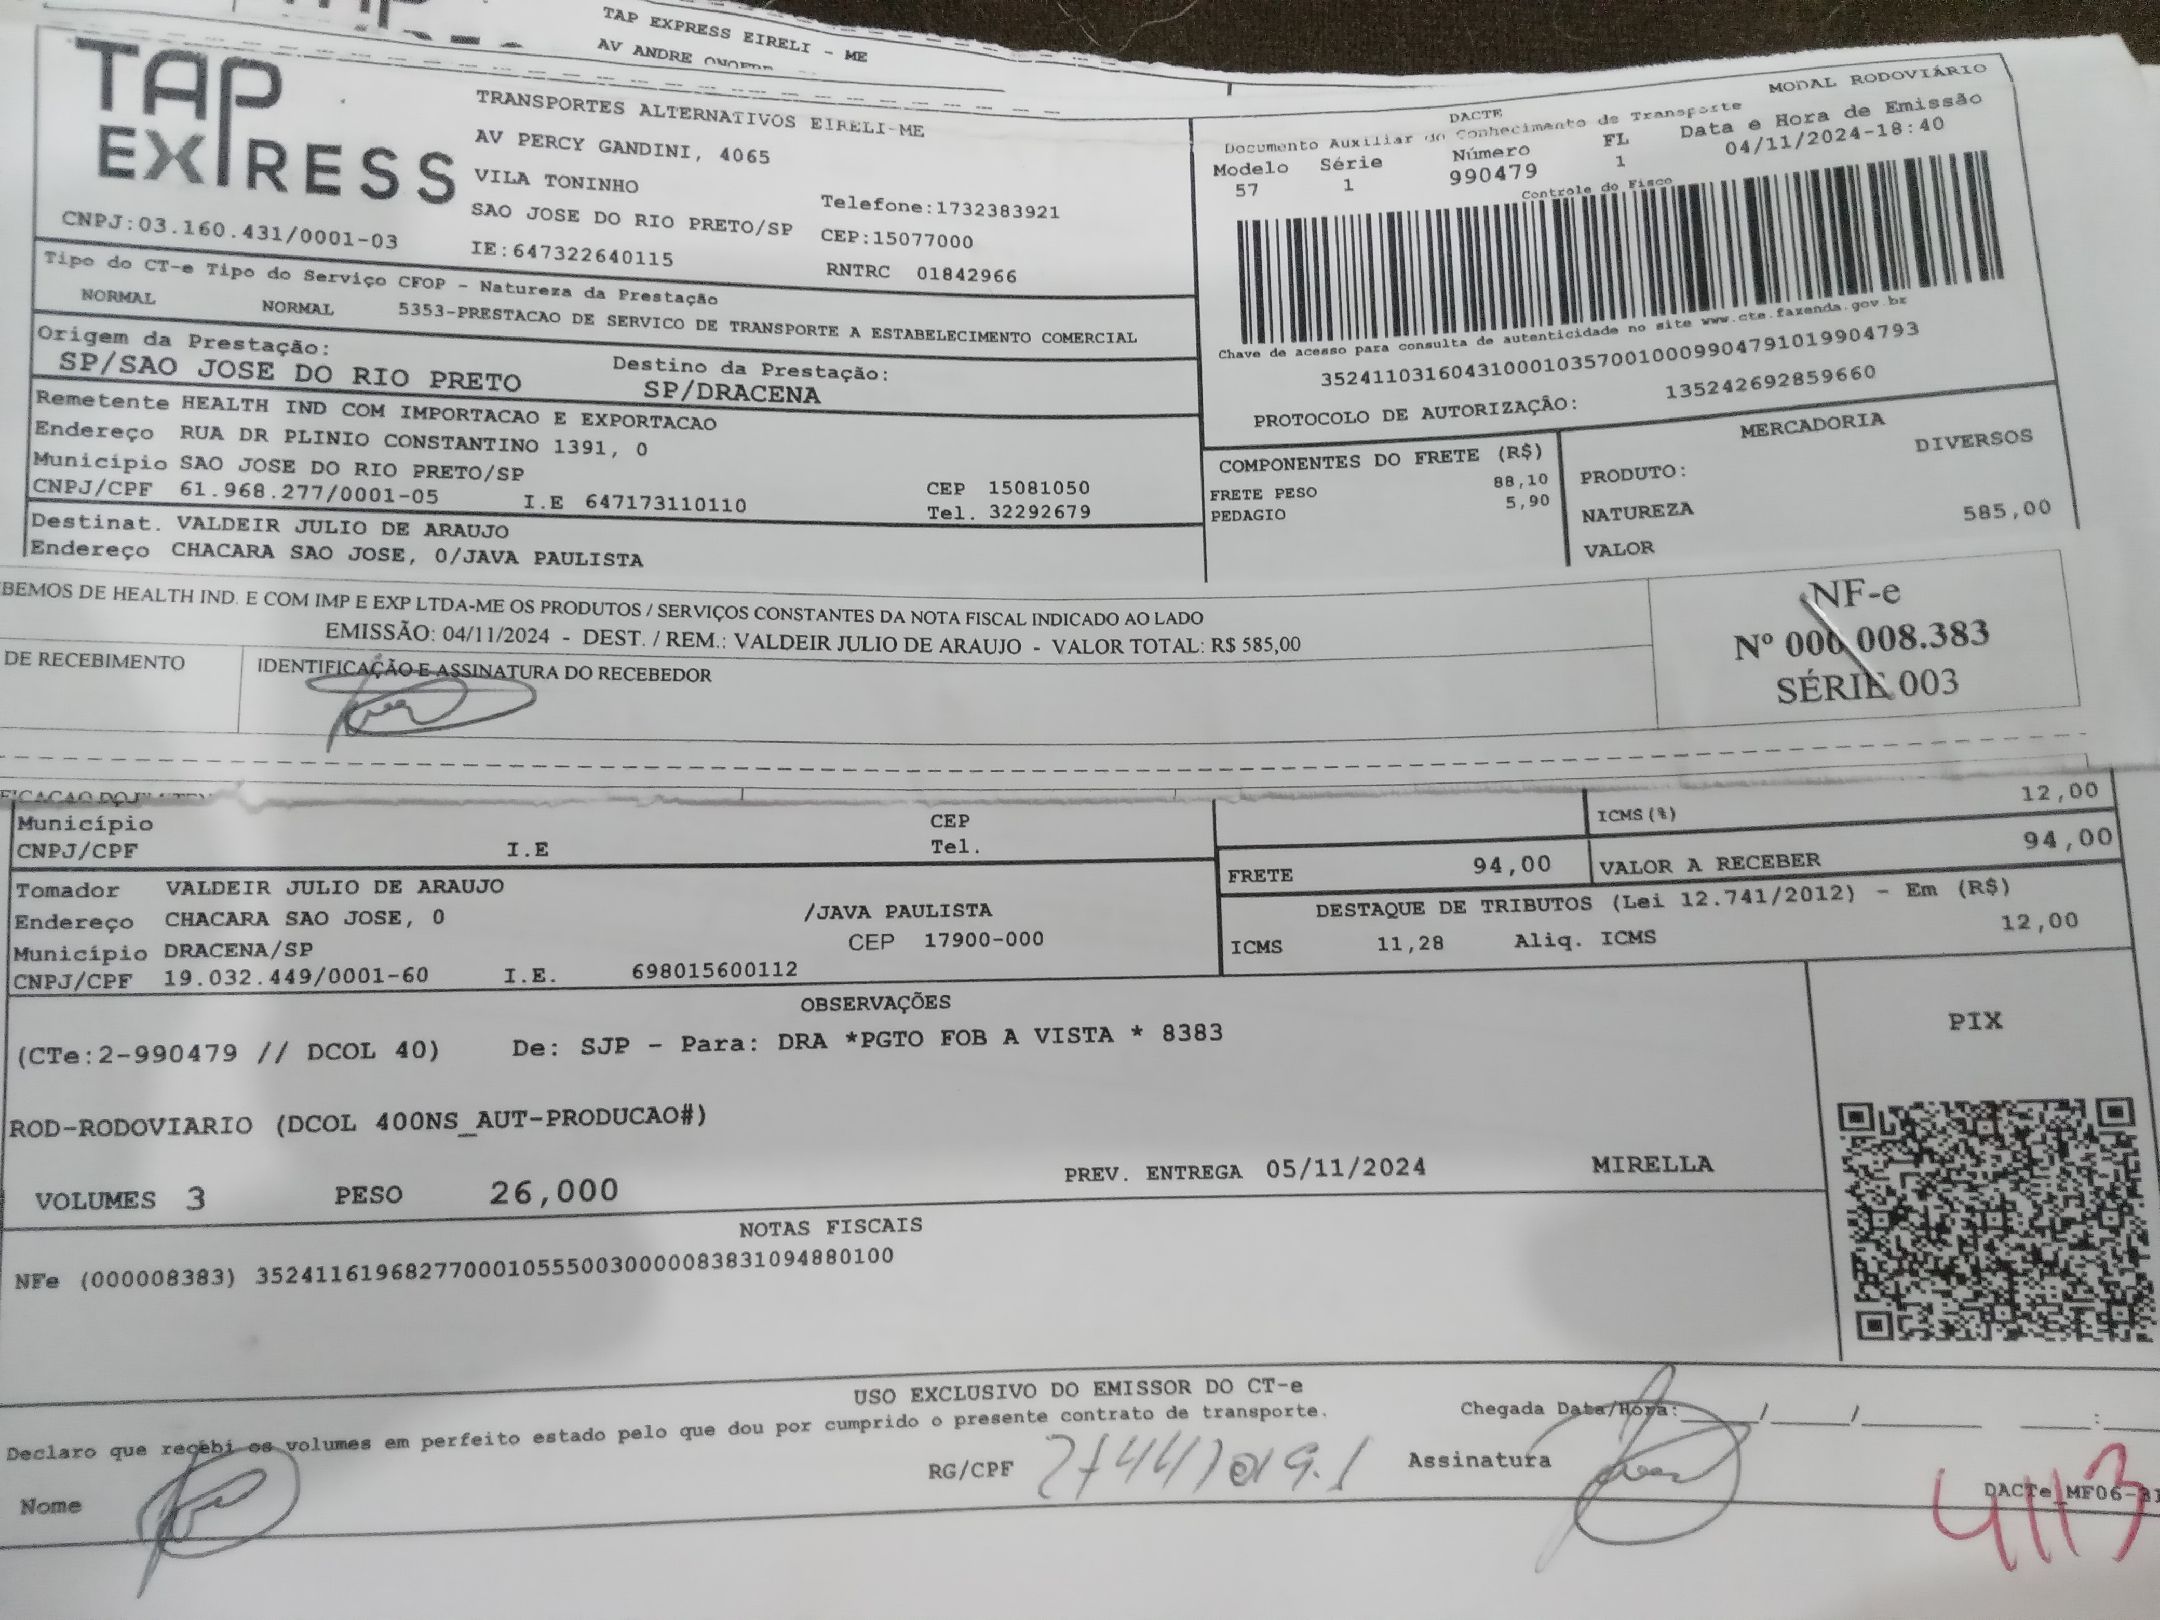 TAP EXPRESS EIRELI - ME
AV ANDRE
TAP
EXPRESS
CNPJ:03.160.431/0001-03
TRANSPORTES ALTERNATIVOS EIRELI-ME
AV PERCY GANDINI, 4065
VILA TONINHO
SAO JOSE DO RIO PRETO/SP
IE:647322640115
Telefone:1732383921
CEP:15077000
RNTRC 01842966
MODAL RODOVIÁRIO
DACTE
Documento Auxiliar do Conhecimento de Transporte
Modelo Série Número FL Data e Hora de Emissão
57 1 990479 1 04/11/2024-18:40
Controle do Fisco
Chave de acesso para consulta de autenticidade no site www.cte.fazenda.gov.br
35241103160431000103570010009904791019904793
PROTOCOLO DE AUTORIZAÇÃO: 135242692859660
Tipo do CT-e Tipo do Serviço CFOP - Natureza da Prestação
NORMAL NORMAL 5353-PRESTACAO DE SERVICO DE TRANSPORTE A ESTABELECIMENTO COMERCIAL
Origem da Prestação: Destino da Prestação:
SP/SAO JOSE DO RIO PRETO SP/DRACENA
Remetente HEALTH IND COM IMPORTACAO E EXPORTACAO
Endereço RUA DR PLINIO CONSTANTINO 1391, 0
Município SAO JOSE DO RIO PRETO/SP CEP 15081050
CNPJ/CPF 61.968.277/0001-05 I.E 647173110110 Tel. 32292679
Destinat. VALDEIR JULIO DE ARAUJO
Endereço CHACARA SAO JOSE, 0/JAVA PAULISTA
COMPONENTES DO FRETE (R$)
FRETE PESO 88,10
PEDAGIO 5,90
MERCADORIA
PRODUTO: DIVERSOS
NATUREZA
VALOR 585,00
BEMOS DE HEALTH IND. E COM IMP E EXP LTDA-ME OS PRODUTOS / SERVIÇOS CONSTANTES DA NOTA FISCAL INDICADO AO LADO
EMISSÃO: 04/11/2024 - DEST. / REM.: VALDEIR JULIO DE ARAUJO - VALOR TOTAL: R$ 585,00
DE RECEBIMENTO IDENTIFICAÇÃO E ASSINATURA DO RECEBEDOR
NF-e
Nº 000.008.383
SÉRIE 003
Município CEP
CNPJ/CPF I.E Tel.
ICMS(%) 12,00
FRETE 94,00 VALOR A RECEBER 94,00
Tomador VALDEIR JULIO DE ARAUJO
Endereço CHACARA SAO JOSE, 0 /JAVA PAULISTA
Município DRACENA/SP CEP 17900-000
CNPJ/CPF 19.032.449/0001-60 I.E. 698015600112
DESTAQUE DE TRIBUTOS (Lei 12.741/2012) - Em (R$)
ICMS 11,28 Aliq. ICMS 12,00
OBSERVAÇÕES
(CTe:2-990479 // DCOL 40) De: SJP - Para: DRA *PGTO FOB A VISTA * 8383
ROD-RODOVIARIO (DCOL 400NS_AUT-PRODUCAO#)
VOLUMES 3 PESO 26,000 PREV. ENTREGA 05/11/2024 MIRELLA
PIX
NOTAS FISCAIS
NFe (000008383) 35241161968277000105550030000083831094880100
USO EXCLUSIVO DO EMISSOR DO CT-e
Declaro que recebi os volumes em perfeito estado pelo que dou por cumprido o presente contrato de transporte.
Chegada Data/Hora: ___/___/___ ___:
Nome RG/CPF Assinatura
DACTe_MF06-
4113